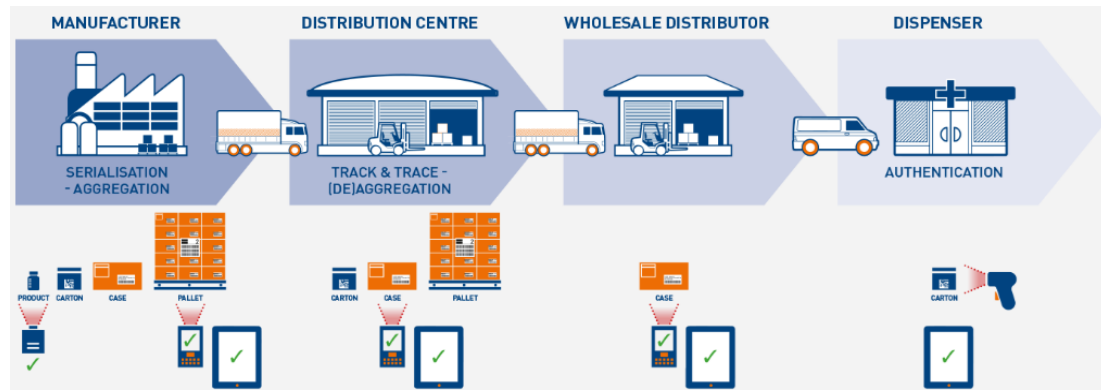 MANUFACTURER
DISTRIBUTION CENTRE
WHOLESALE DISTRIBUTOR
DISPENSER
SERIALISATION
- AGGREGATION
TRACK & TRACE -
(DE)AGGREGATION
AUTHENTICATION
PRODUCT
CARTON
CASE
PALLET
CARTON
CASE
PALLET
CASE
CARTON